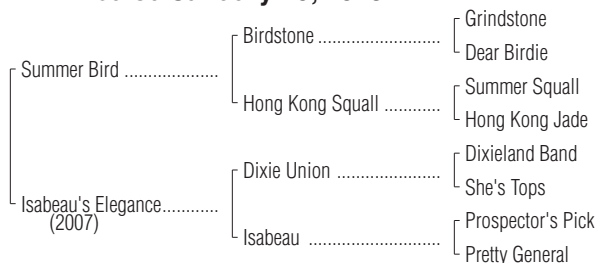 Grindstone
Birdstone ........................
Dear Birdie
Summer Bird ....................
Summer Squall
Hong Kong Squall ...........
Hong Kong Jade
Dixieland Band
Dixie Union ....................
She's Tops
Isabeau's Elegance............
(2007)
Prospector's Pick
Isabeau .........................
Pretty General